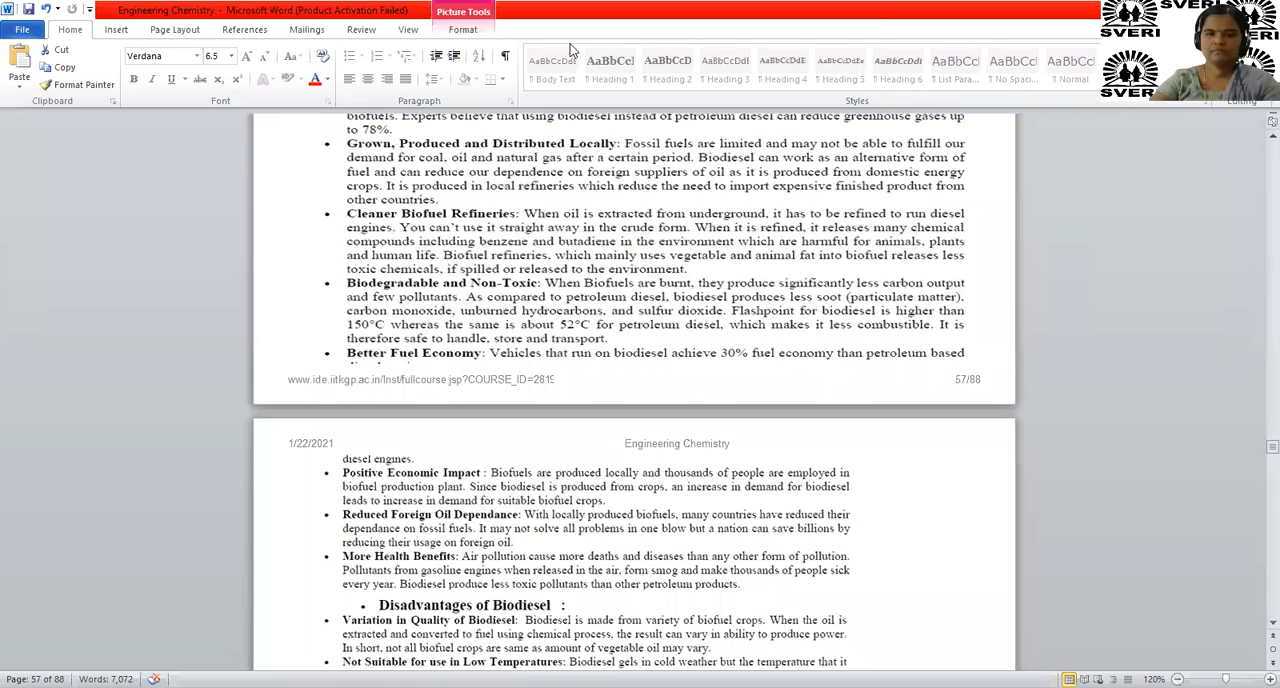 Engineering Chemistry - Microsoft Word (Product Activation Failed)
Picture Tools
File Home Insert Page Layout References Mailings Review View Format
Cut
Copy
Format Painter
Paste
Clipboard
Verdana 6.5
Font
Paragraph
AaBbCcDdE AaBbCcI AaBbCcD AaBbCcDdI AaBbCcDdE AaBbCcDdEe AaBbCcDdI AaBbCcI AaBbCcI AaBbCcI
¶ Body Text ¶ Heading 1 ¶ Heading 2 ¶ Heading 3 ¶ Heading 4 ¶ Heading 5 ¶ Heading 6 ¶ List Para... ¶ No Spaci... ¶ Normal
Styles
Editing
SVERI
SVERI
SVERI
biofuels. Experts believe that using biodiesel instead of petroleum diesel can reduce greenhouse gases up
to 78%.
• Grown, Produced and Distributed Locally: Fossil fuels are limited and may not be able to fulfill our
demand for coal, oil and natural gas after a certain period. Biodiesel can work as an alternative form of
fuel and can reduce our dependence on foreign suppliers of oil as it is produced from domestic energy
crops. It is produced in local refineries which reduce the need to import expensive finished product from
other countries.
• Cleaner Biofuel Refineries: When oil is extracted from underground, it has to be refined to run diesel
engines. You can't use it straight away in the crude form. When it is refined, it releases many chemical
compounds including benzene and butadiene in the environment which are harmful for animals, plants
and human life. Biofuel refineries, which mainly uses vegetable and animal fat into biofuel releases less
toxic chemicals, if spilled or released to the environment.
• Biodegradable and Non-Toxic: When Biofuels are burnt, they produce significantly less carbon output
and few pollutants. As compared to petroleum diesel, biodiesel produces less soot (particulate matter),
carbon monoxide, unburned hydrocarbons, and sulfur dioxide. Flashpoint for biodiesel is higher than
150°C whereas the same is about 52°C for petroleum diesel, which makes it less combustible. It is
therefore safe to handle, store and transport.
• Better Fuel Economy: Vehicles that run on biodiesel achieve 30% fuel economy than petroleum based
www.ide.iitkgp.ac.in/Inst/fullcourse.jsp?COURSE_ID=2819 57/88
1/22/2021 Engineering Chemistry
diesel engines.
• Positive Economic Impact : Biofuels are produced locally and thousands of people are employed in
biofuel production plant. Since biodiesel is produced from crops, an increase in demand for biodiesel
leads to increase in demand for suitable biofuel crops.
• Reduced Foreign Oil Dependance: With locally produced biofuels, many countries have reduced their
dependance on fossil fuels. It may not solve all problems in one blow but a nation can save billions by
reducing their usage on foreign oil.
• More Health Benefits: Air pollution cause more deaths and diseases than any other form of pollution.
Pollutants from gasoline engines when released in the air, form smog and make thousands of people sick
every year. Biodiesel produce less toxic pollutants than other petroleum products.
• Disadvantages of Biodiesel :
• Variation in Quality of Biodiesel: Biodiesel is made from variety of biofuel crops. When the oil is
extracted and converted to fuel using chemical process, the result can vary in ability to produce power.
In short, not all biofuel crops are same as amount of vegetable oil may vary.
• Not Suitable for use in Low Temperatures: Biodiesel gels in cold weather but the temperature that it
Page: 57 of 88 Words: 7,072 120%